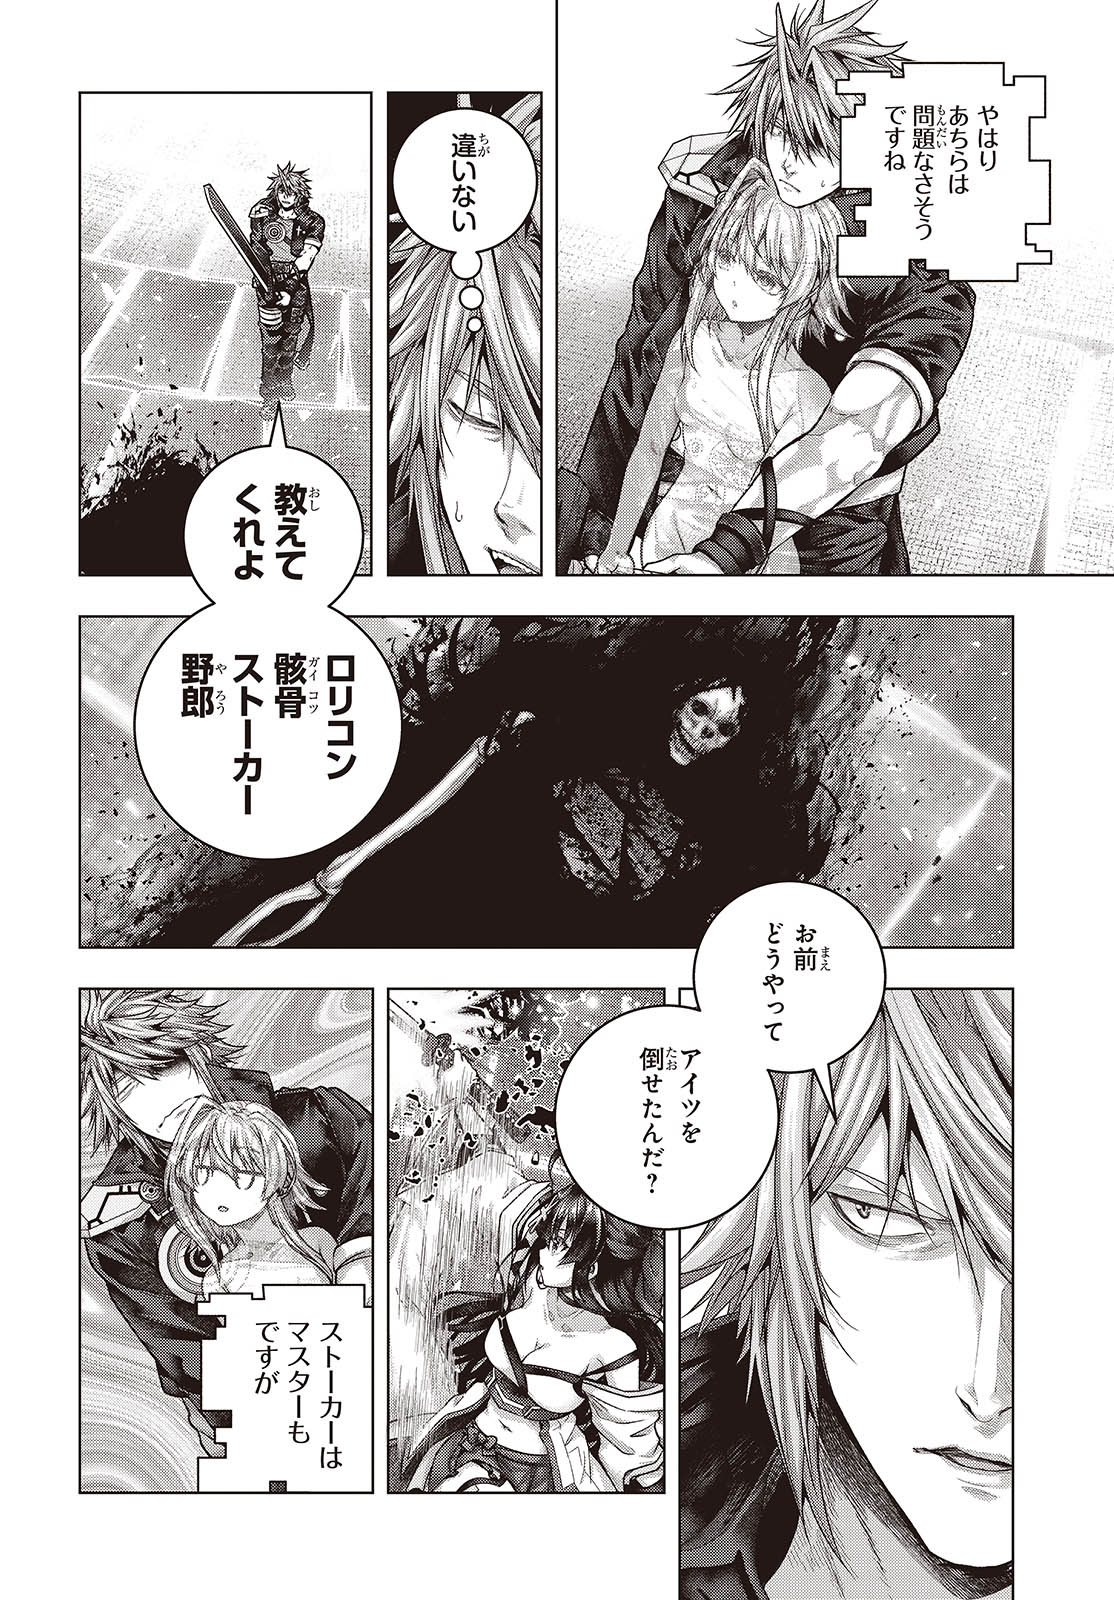 やはり
あちらは
問題なさそう
ですね
違いない
教えて
くれよ
ロリコン
骸骨
ストーカー
野郎
お前
どうやって
アイツを
倒せたんだ？
ストーカーは
マスターも
ですが